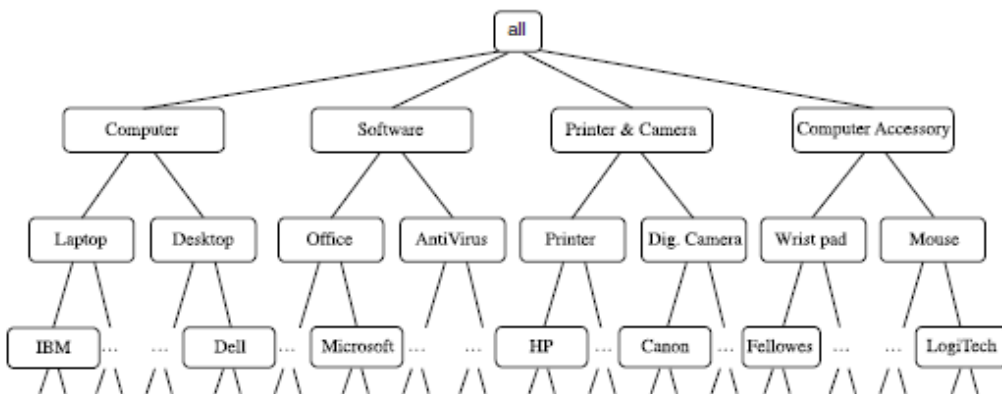 all
Computer
Software
Printer & Camera
Computer Accessory
Laptop
Desktop
Office
AntiVirus
Printer
Dig. Camera
Wrist pad
Mouse
IBM
...
...
Dell
...
Microsoft
...
...
HP
...
Canon
...
Fellowes
...
...
LogiTech